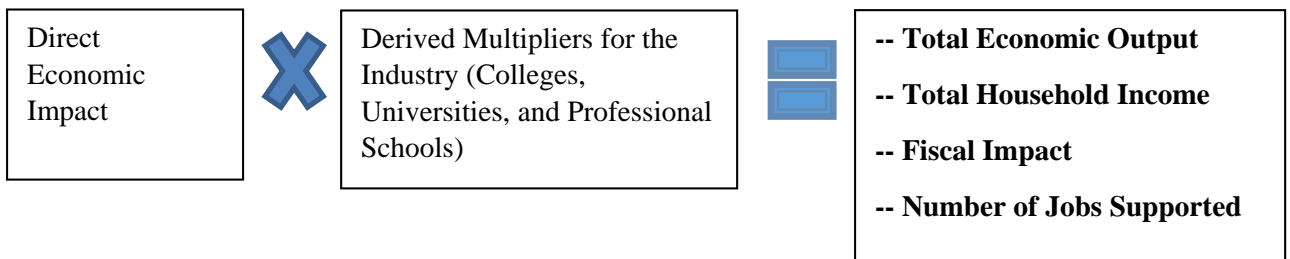 Direct
Economic
Impact
Derived Multipliers for the
Industry (Colleges,
Universities, and Professional
Schools)
-- Total Economic Output
-- Total Household Income
-- Fiscal Impact
-- Number of Jobs Supported